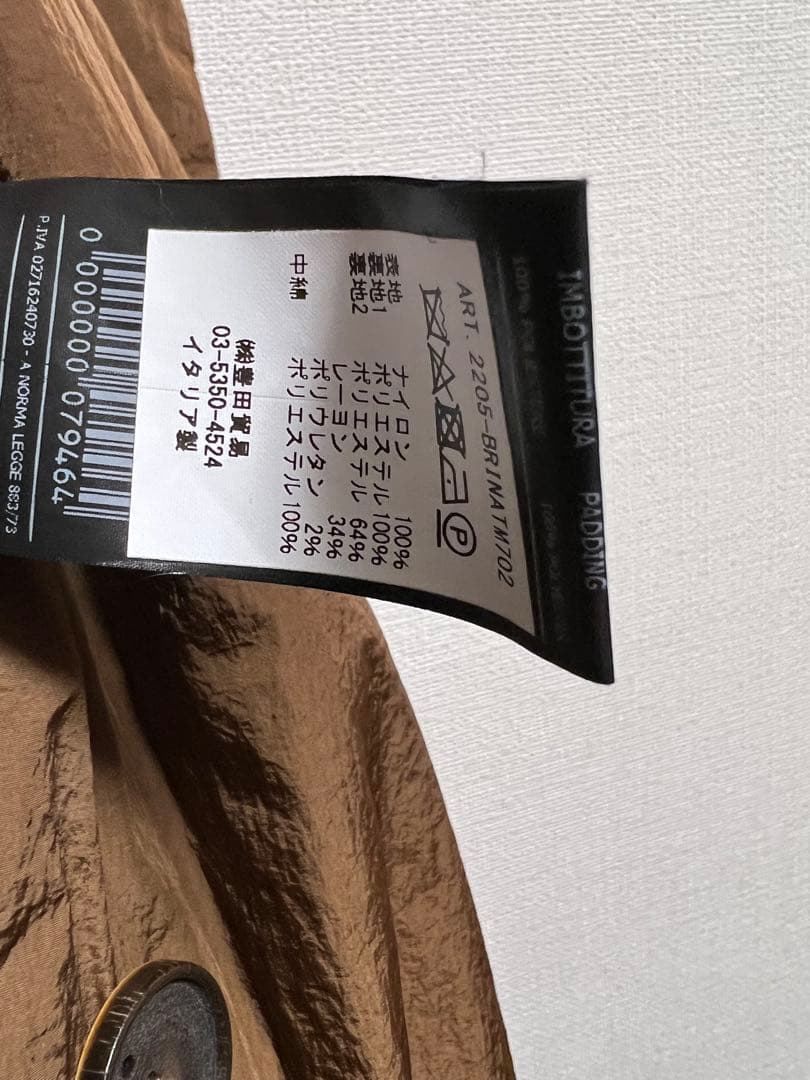 IMBOTTITURA PADDING
ART. 2205-BRINATM702
P
表地 ナイロン 100%
裏地1 ポリエステル 100%
裏地2 ポリエステル 64%
レーヨン 34%
ポリウレタン 2%
中綿 ポリエステル 100%
㈱豊田貿易
03-5350-4524
イタリア製
0 000000 079464
P.IVA 02716240730 - A NORMA LEGGE 883/73